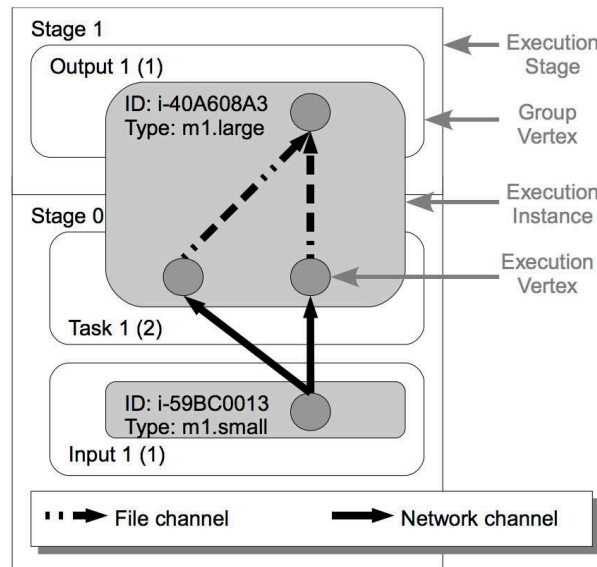 Stage 1
Output 1 (1)
ID: i-40A608A3
Type: m1.large
Execution
Stage
Group
Vertex
Execution
Instance
Stage 0
Execution
Vertex
Task 1 (2)
ID: i-59BC0013
Type: m1.small
Input 1 (1)
File channel
Network channel